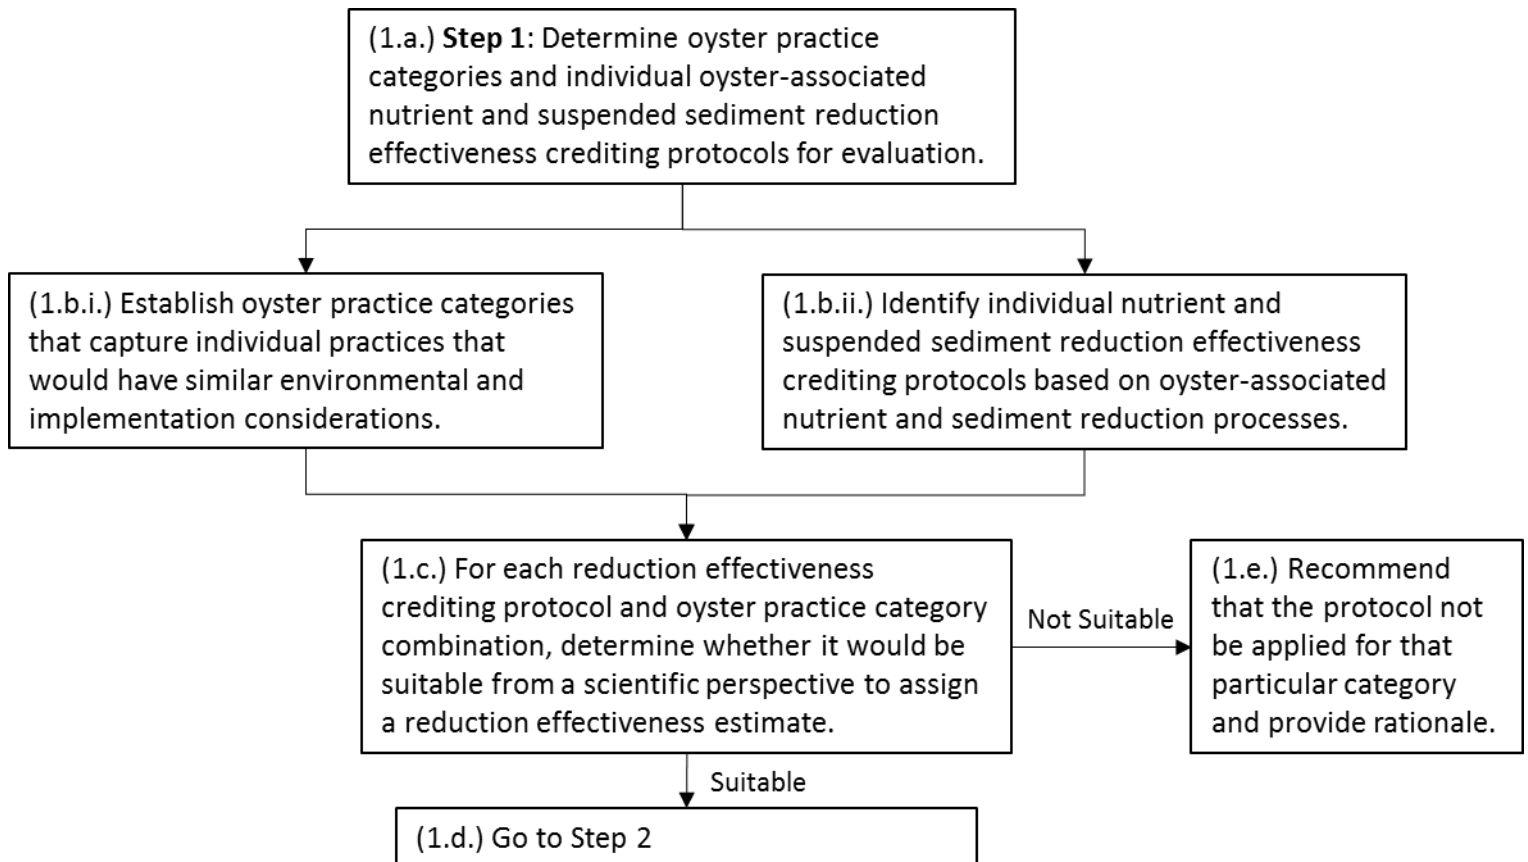 (1.a.) Step 1: Determine oyster practice
categories and individual oyster-associated
nutrient and suspended sediment reduction
effectiveness crediting protocols for evaluation.
(1.b.i.) Establish oyster practice categories
that capture individual practices that
would have similar environmental and
implementation considerations.
(1.b.ii.) Identify individual nutrient and
suspended sediment reduction effectiveness
crediting protocols based on oyster-associated
nutrient and sediment reduction processes.
(1.c.) For each reduction effectiveness
crediting protocol and oyster practice category
combination, determine whether it would be
suitable from a scientific perspective to assign
a reduction effectiveness estimate.
Not Suitable
(1.e.) Recommend
that the protocol not
be applied for that
particular category
and provide rationale.
Suitable
(1.d.) Go to Step 2